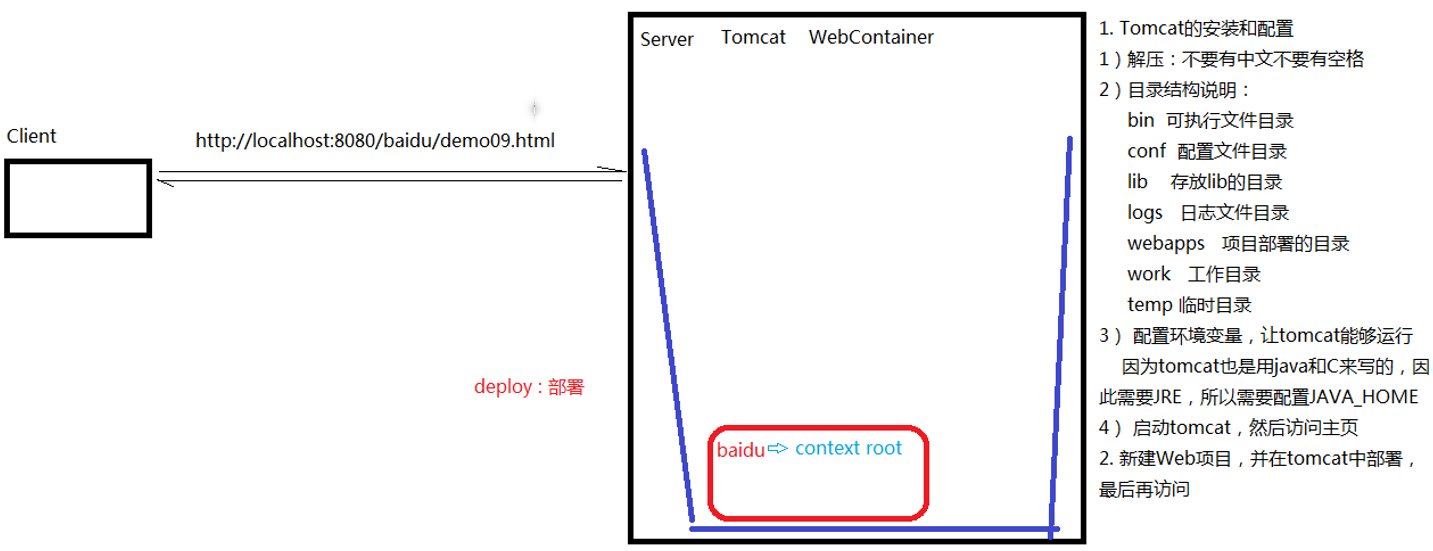 Client
http://localhost:8080/baidu/demo09.html
deploy : 部署
Server Tomcat WebContainer
baidu context root
1. Tomcat的安装和配置
1）解压：不要有中文不要有空格
2）目录结构说明：
bin 可执行文件目录
conf 配置文件目录
lib 存放lib的目录
logs 日志文件目录
webapps 项目部署的目录
work 工作目录
temp 临时目录
3） 配置环境变量，让tomcat能够运行
因为tomcat也是用java和C来写的，因
此需要JRE，所以需要配置JAVA_HOME
4） 启动tomcat，然后访问主页
2. 新建Web项目，并在tomcat中部署，
最后再访问